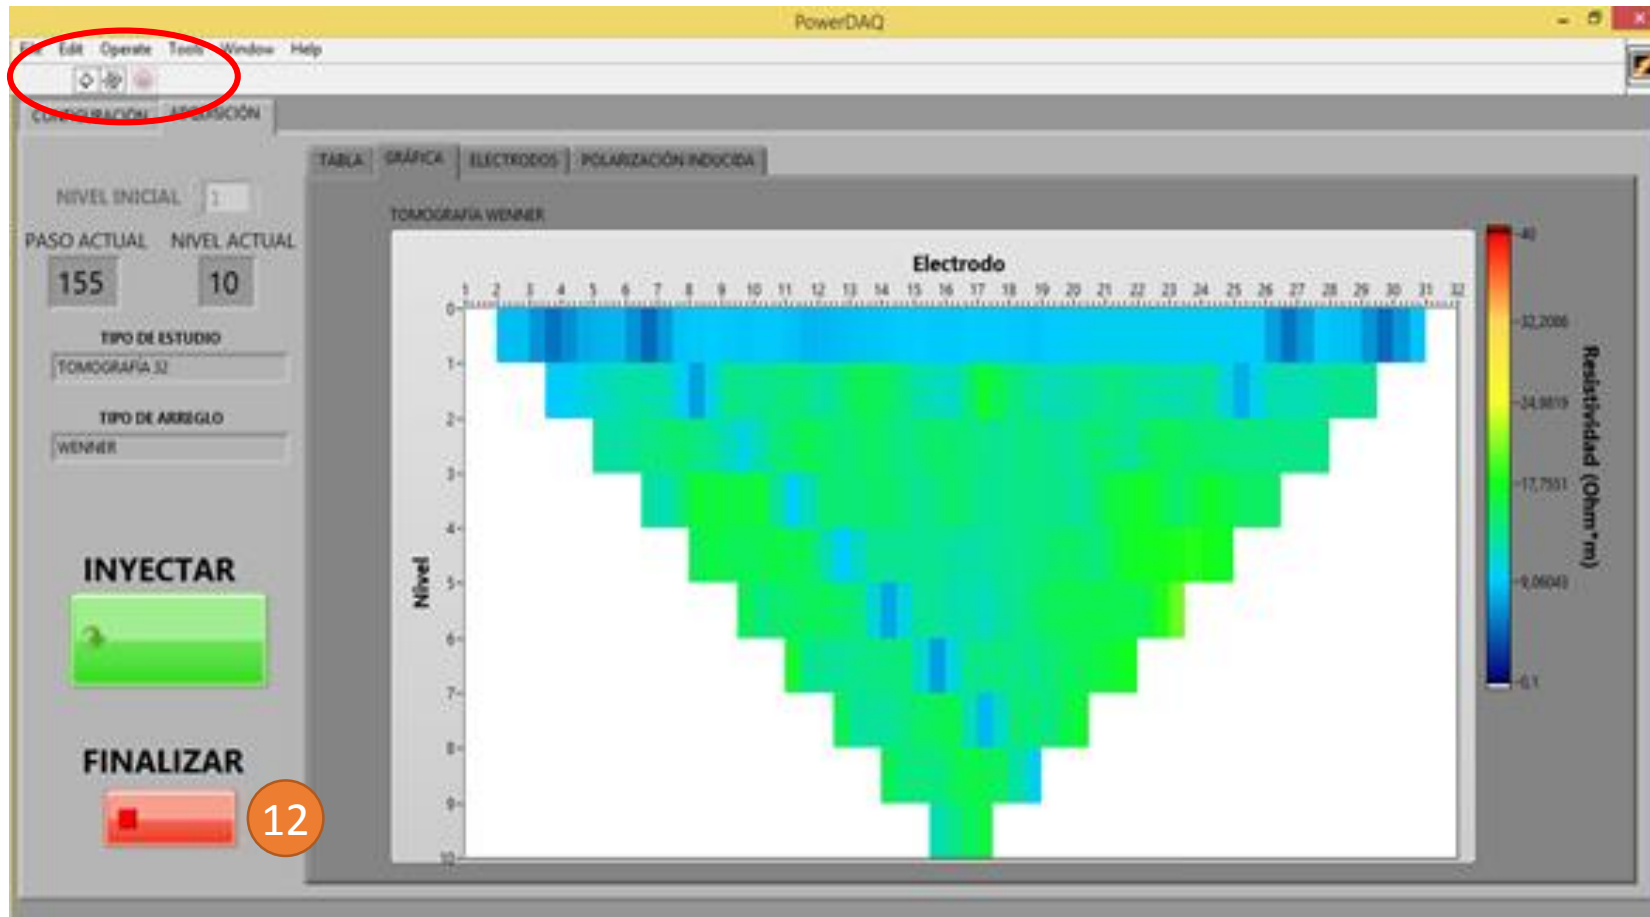 PowerDAQ
File Edit Operate Tools Window Help
CONFIGURACIÓN ADQUISICIÓN
TABLA GRÁFICA ELECTRODOS POLARIZACIÓN INDUCIDA
NIVEL INICIAL 1
PASO ACTUAL NIVEL ACTUAL
155 10
TIPO DE ESTUDIO
TOMOGRAFÍA 32
TIPO DE ARREGLO
WENNER
INYECTAR
FINALIZAR
12
TOMOGRAFÍA WENNER
Electrodo
1 2 3 4 5 6 7 8 9 10 11 12 13 14 15 16 17 18 19 20 21 22 23 24 25 26 27 28 29 30 31 32
Nivel
0
1
2
3
4
5
6
7
8
9
10
40
32,2086
24,9819
17,7551
9,06043
0,1
Resistividad (Ohm*m)